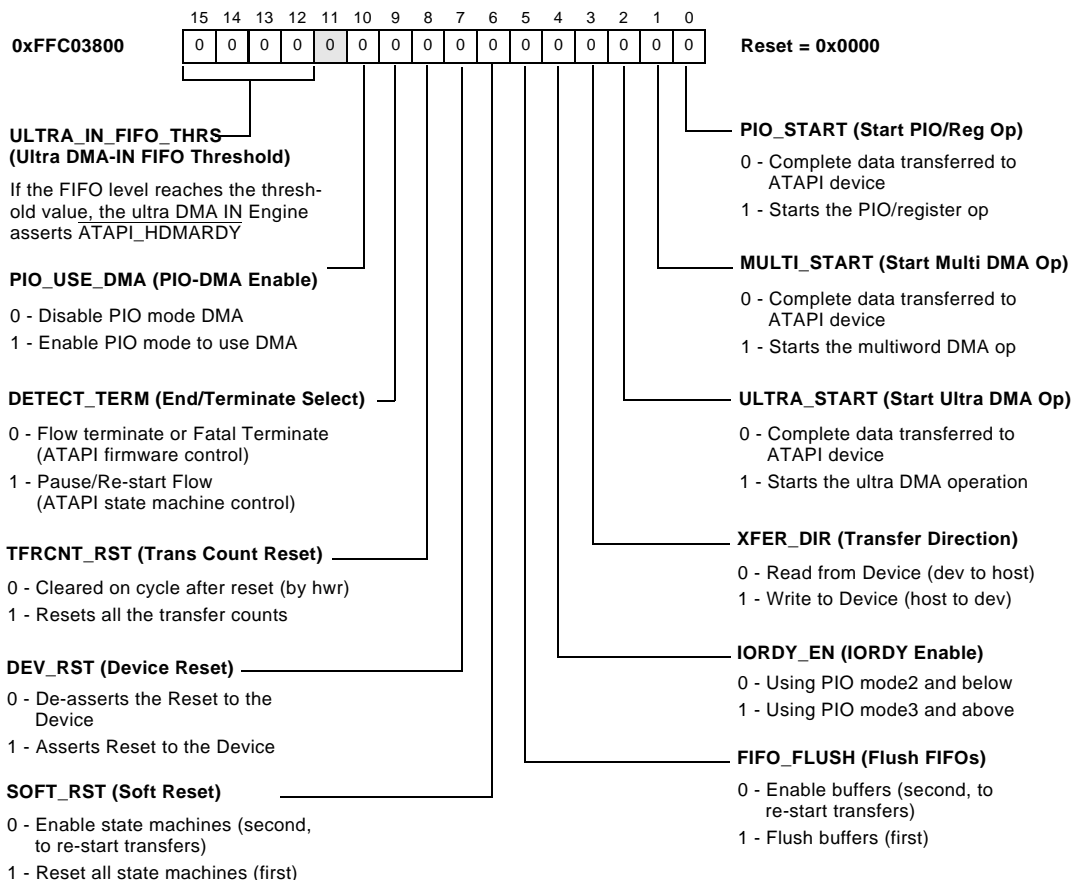 15 14 13 12 11 10 9 8 7 6 5 4 3 2 1 0
0xFFC03800
0 0 0 0 0 0 0 0 0 0 0 0 0 0 0 0
Reset = 0x0000
ULTRA_IN_FIFO_THRS
(Ultra DMA-IN FIFO Threshold)
If the FIFO level reaches the thresh-
old value, the ultra DMA IN Engine
asserts ATAPI_HDMARDY
PIO_USE_DMA (PIO-DMA Enable)
0 - Disable PIO mode DMA
1 - Enable PIO mode to use DMA
DETECT_TERM (End/Terminate Select)
0 - Flow terminate or Fatal Terminate
(ATAPI firmware control)
1 - Pause/Re-start Flow
(ATAPI state machine control)
TFRCNT_RST (Trans Count Reset)
0 - Cleared on cycle after reset (by hwr)
1 - Resets all the transfer counts
DEV_RST (Device Reset)
0 - De-asserts the Reset to the
Device
1 - Asserts Reset to the Device
SOFT_RST (Soft Reset)
0 - Enable state machines (second,
to re-start transfers)
1 - Reset all state machines (first)
PIO_START (Start PIO/Reg Op)
0 - Complete data transferred to
ATAPI device
1 - Starts the PIO/register op
MULTI_START (Start Multi DMA Op)
0 - Complete data transferred to
ATAPI device
1 - Starts the multiword DMA op
ULTRA_START (Start Ultra DMA Op)
0 - Complete data transferred to
ATAPI device
1 - Starts the ultra DMA operation
XFER_DIR (Transfer Direction)
0 - Read from Device (dev to host)
1 - Write to Device (host to dev)
IORDY_EN (IORDY Enable)
0 - Using PIO mode2 and below
1 - Using PIO mode3 and above
FIFO_FLUSH (Flush FIFOs)
0 - Enable buffers (second, to
re-start transfers)
1 - Flush buffers (first)